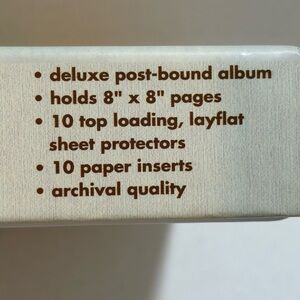 • deluxe post-bound album
• holds 8" x 8" pages
• 10 top loading, layflat
sheet protectors
• 10 paper inserts
• archival quality